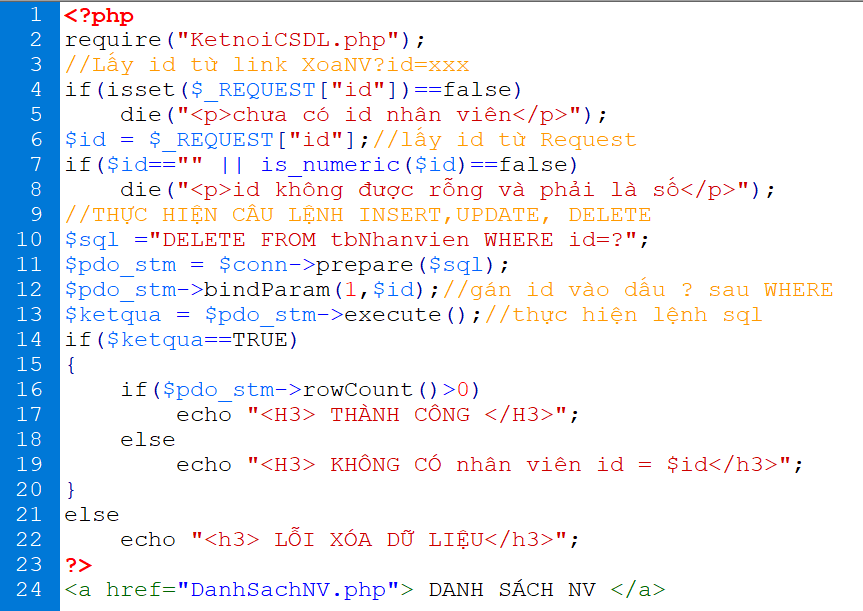 1 <?php
2 require("KetnoiCSDL.php");
3 //Lấy id từ link XoaNV?id=xxx
4 if(isset($_REQUEST["id"])==false)
5     die("<p>chưa có id nhân viên</p>");
6 $id = $_REQUEST["id"];//lấy id từ Request
7 if($id=="" || is_numeric($id)==false)
8     die("<p>id không được rỗng và phải là số</p>");
9 //THỰC HIỆN CÂU LỆNH INSERT,UPDATE, DELETE
10 $sql ="DELETE FROM tbNhanvien WHERE id=?";
11 $pdo_stm = $conn->prepare($sql);
12 $pdo_stm->bindParam(1,$id);//gán id vào dấu ? sau WHERE
13 $ketqua = $pdo_stm->execute();//thực hiện lệnh sql
14 if($ketqua==TRUE)
15 {
16     if($pdo_stm->rowCount()>0)
17         echo "<H3> THÀNH CÔNG </H3>";
18     else
19         echo "<H3> KHÔNG CÓ nhân viên id = $id</h3>";
20 }
21 else
22     echo "<h3> LỖI XÓA DỮ LIỆU</h3>";
23 ?>
24 <a href="DanhSachNV.php"> DANH SÁCH NV </a>